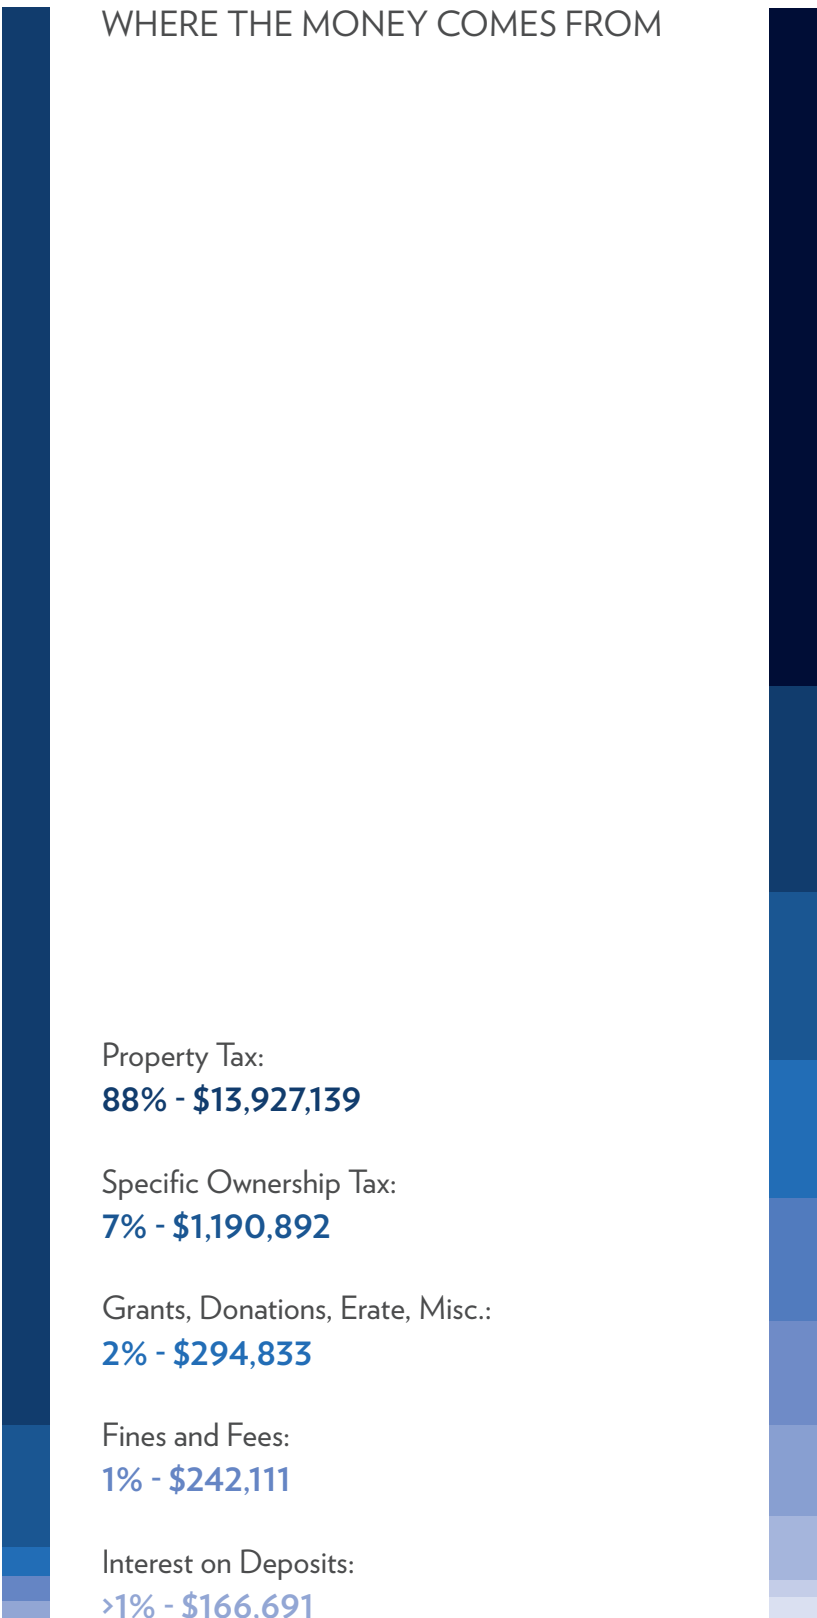 WHERE THE MONEY COMES FROM
Property Tax:
88% - $13,927,139
Specific Ownership Tax:
7% - $1,190,892
Grants, Donations, Erate, Misc.:
2% - $294,833
Fines and Fees:
1% - $242,111
Interest on Deposits:
>1% - $166,691